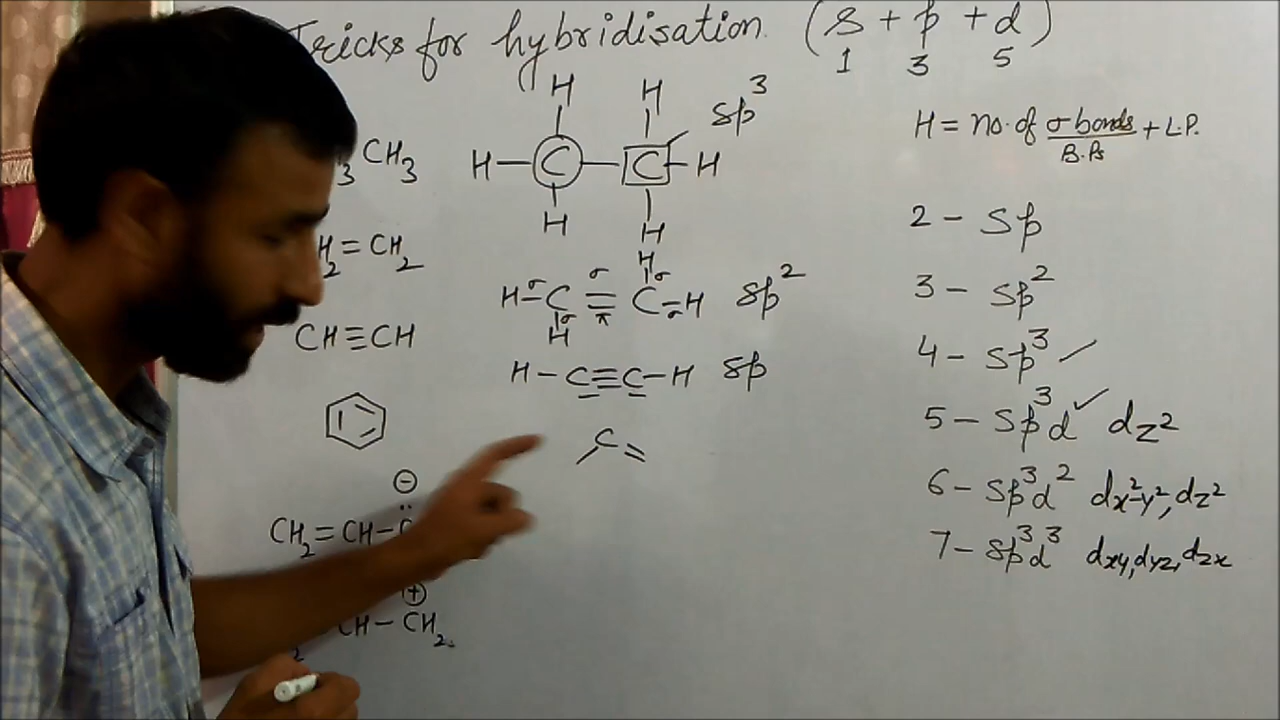 Tricks for hybridisation (s + p + d)
1 3 5
H = no. of σ bonds + L.P.
B.Ps
3 CH3
H2 = CH2
CH≡CH
⊖
CH2=CH–
⊕
CH–CH2
2
H H
H–C–C–H sp3
H H
H
H–C=C–H sp2
σ σ σ σ σ π
H
H–C≡C–H sp
C=
2 – sp
3 – sp2
4 – sp3 ✓
5 – sp3d ✓ dz2
6 – sp3d2 dx2-y2, dz2
7 – sp3d3 dxy, dyz, dzx